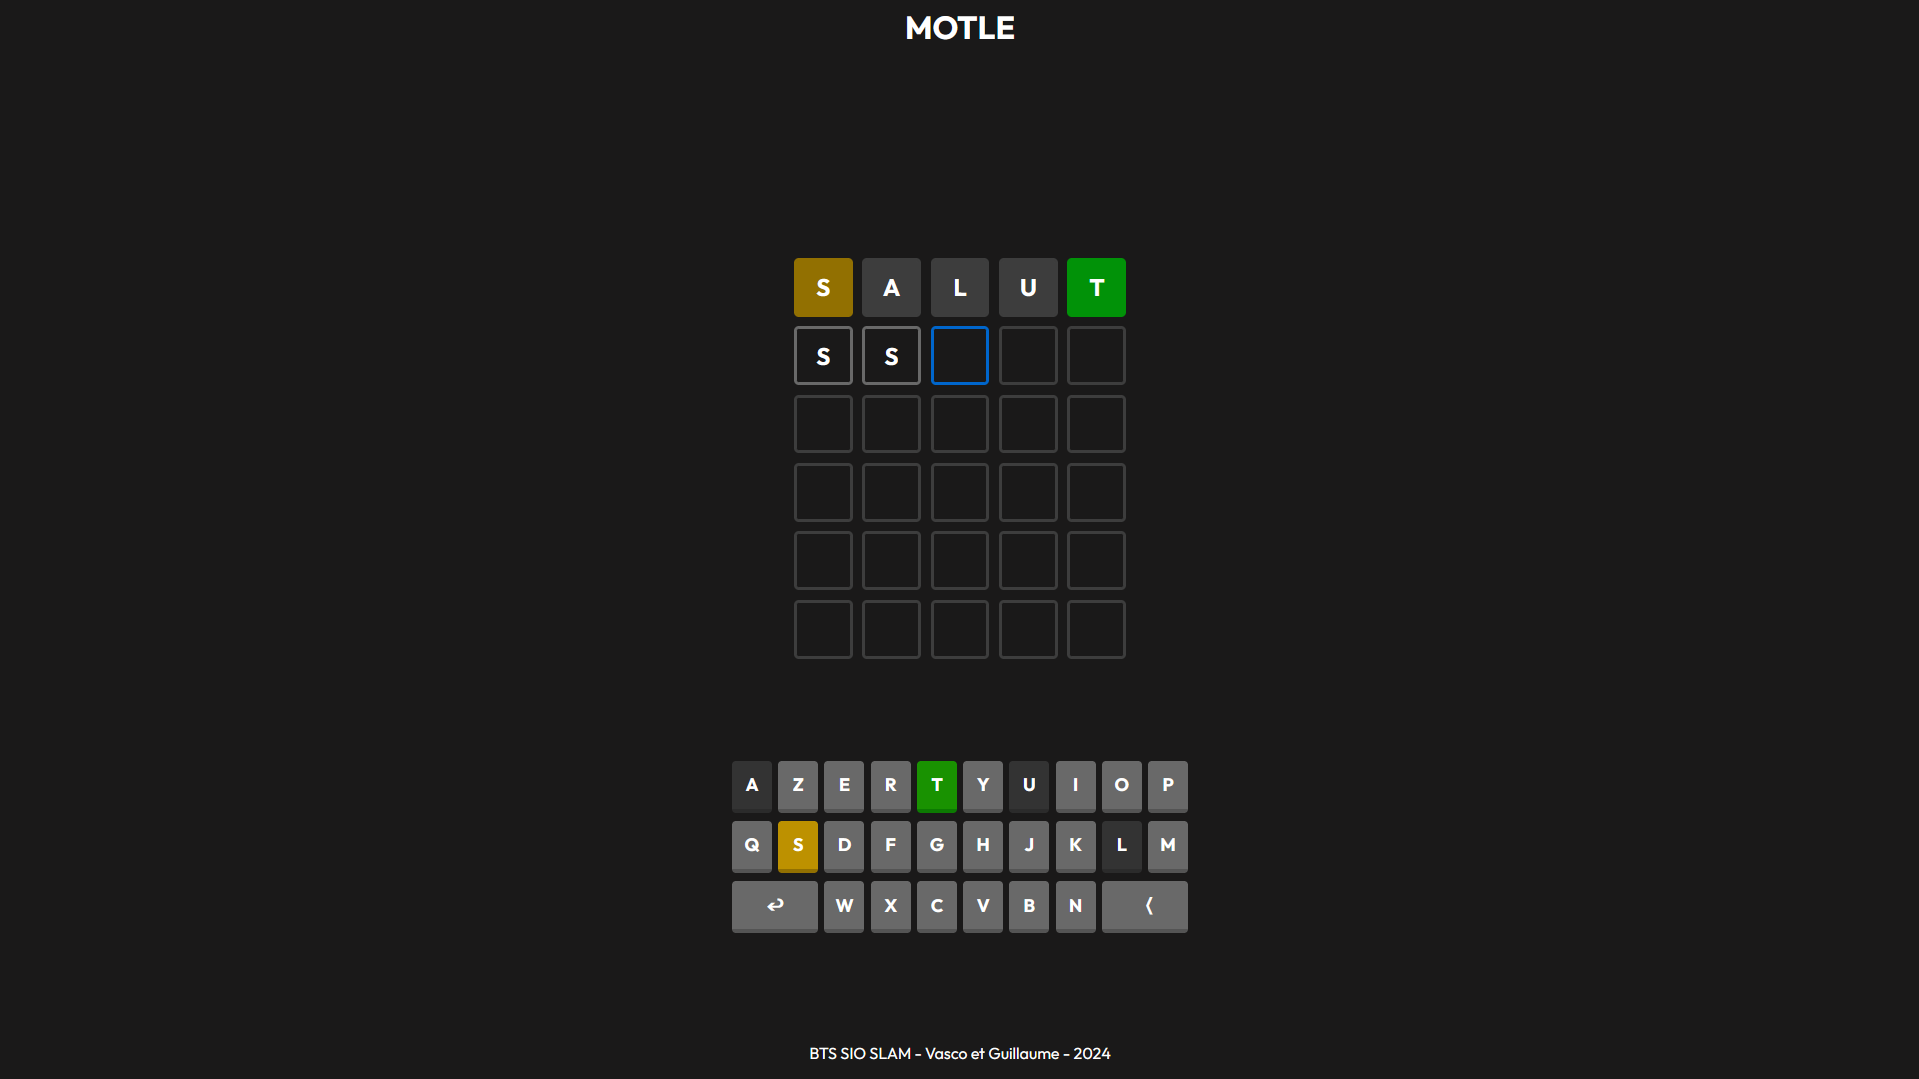 MOTLE
S A L U T
S S
A Z E R T Y U I O P
Q S D F G H J K L M
W X C V B N
BTS SIO SLAM - Vasco et Guillaume - 2024